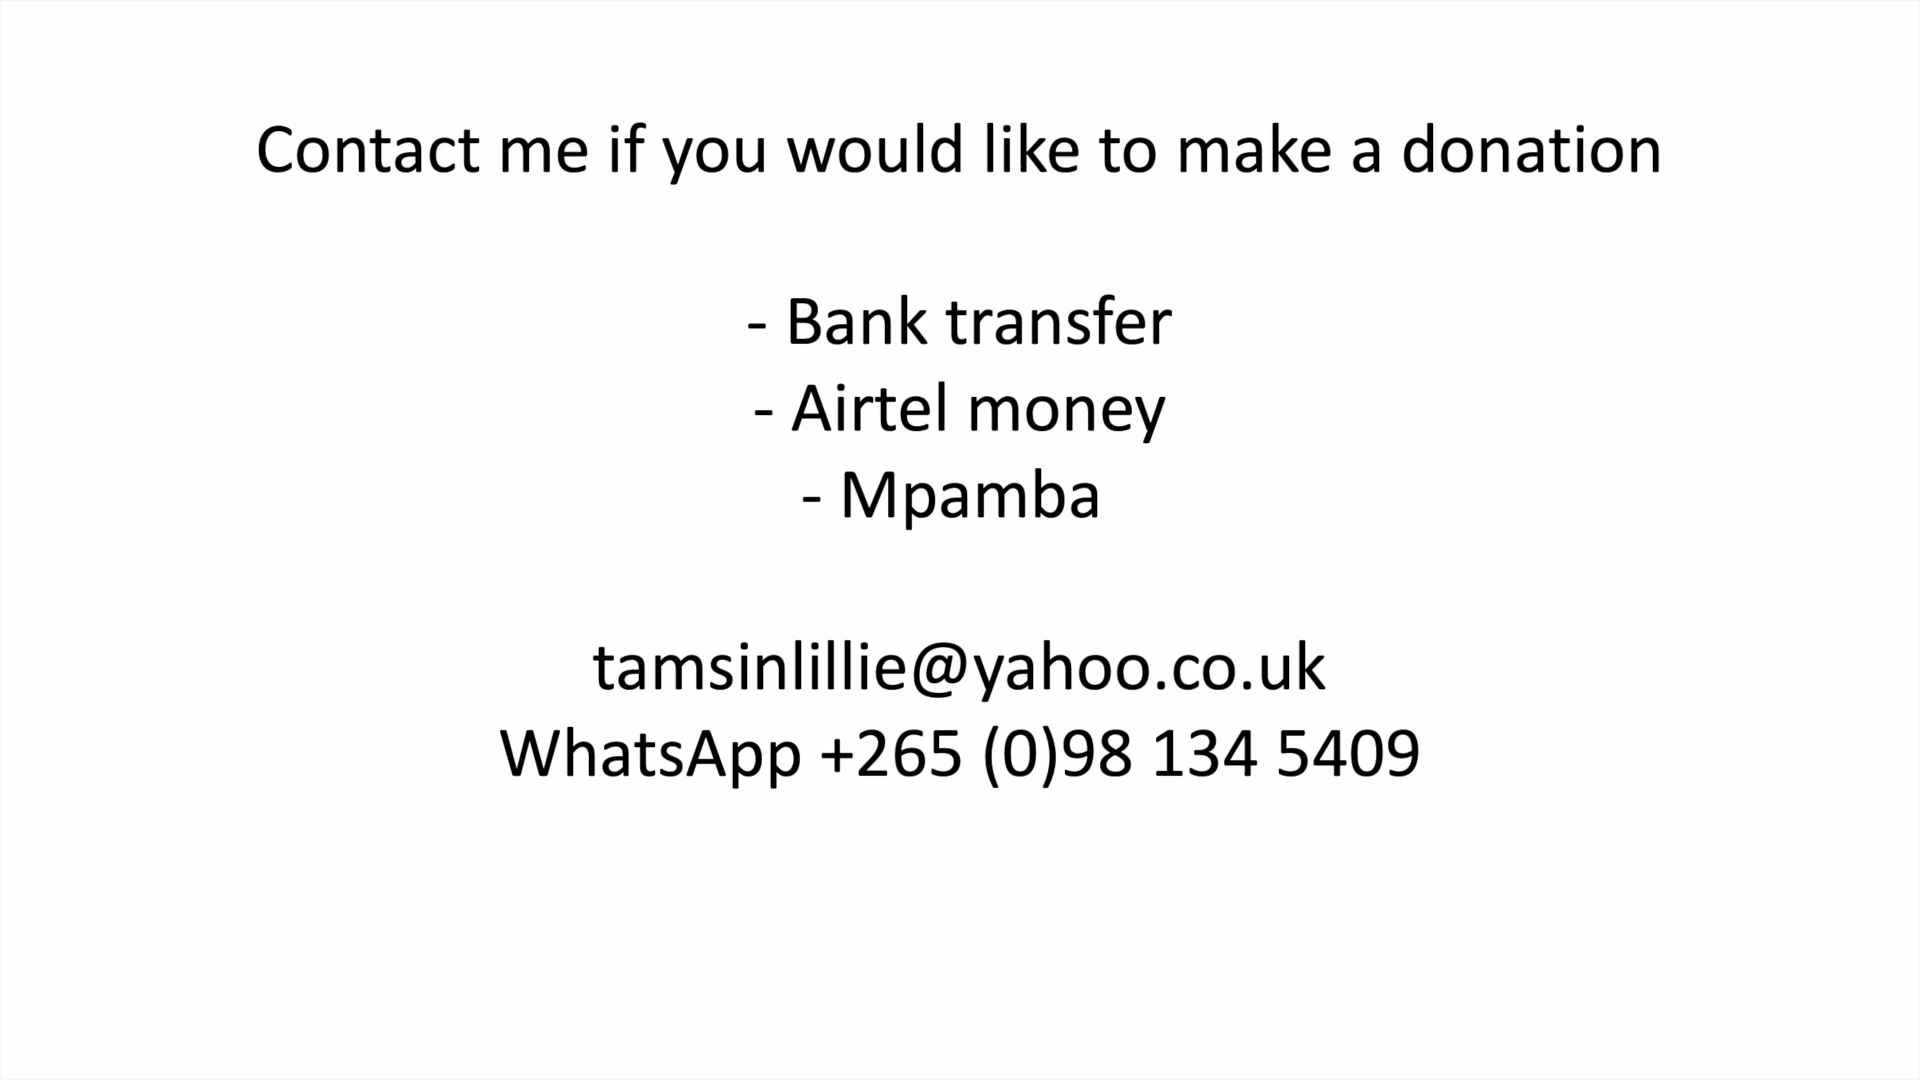 Contact me if you would like to make a donation
- Bank transfer
- Airtel money
- Mpamba
tamsinlillie@yahoo.co.uk
WhatsApp +265 (0)98 134 5409